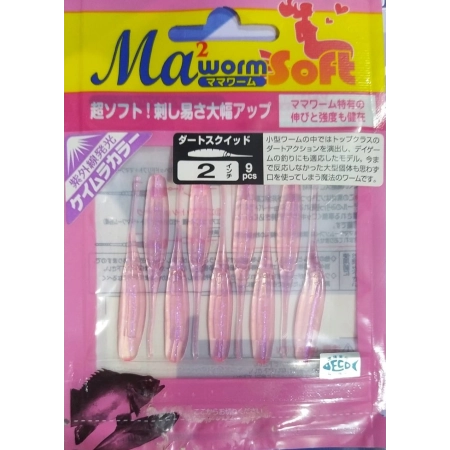 Ma2worm Soft
ママワーム
超ソフト!刺し易さ大幅アップ
ママワーム特有の
伸びと強度も健在
紫外線発光
ケイムラカラー
ダートスクイッド
2 インチ 9 pcs
小型ワームの中ではトップクラスの
ダートアクションを演出し、デイゲー
ムの釣りにも適応したモデル。今ま
で反応しなかった大型個体も思わず
口を使ってしまう魔法のワームです。
ECO